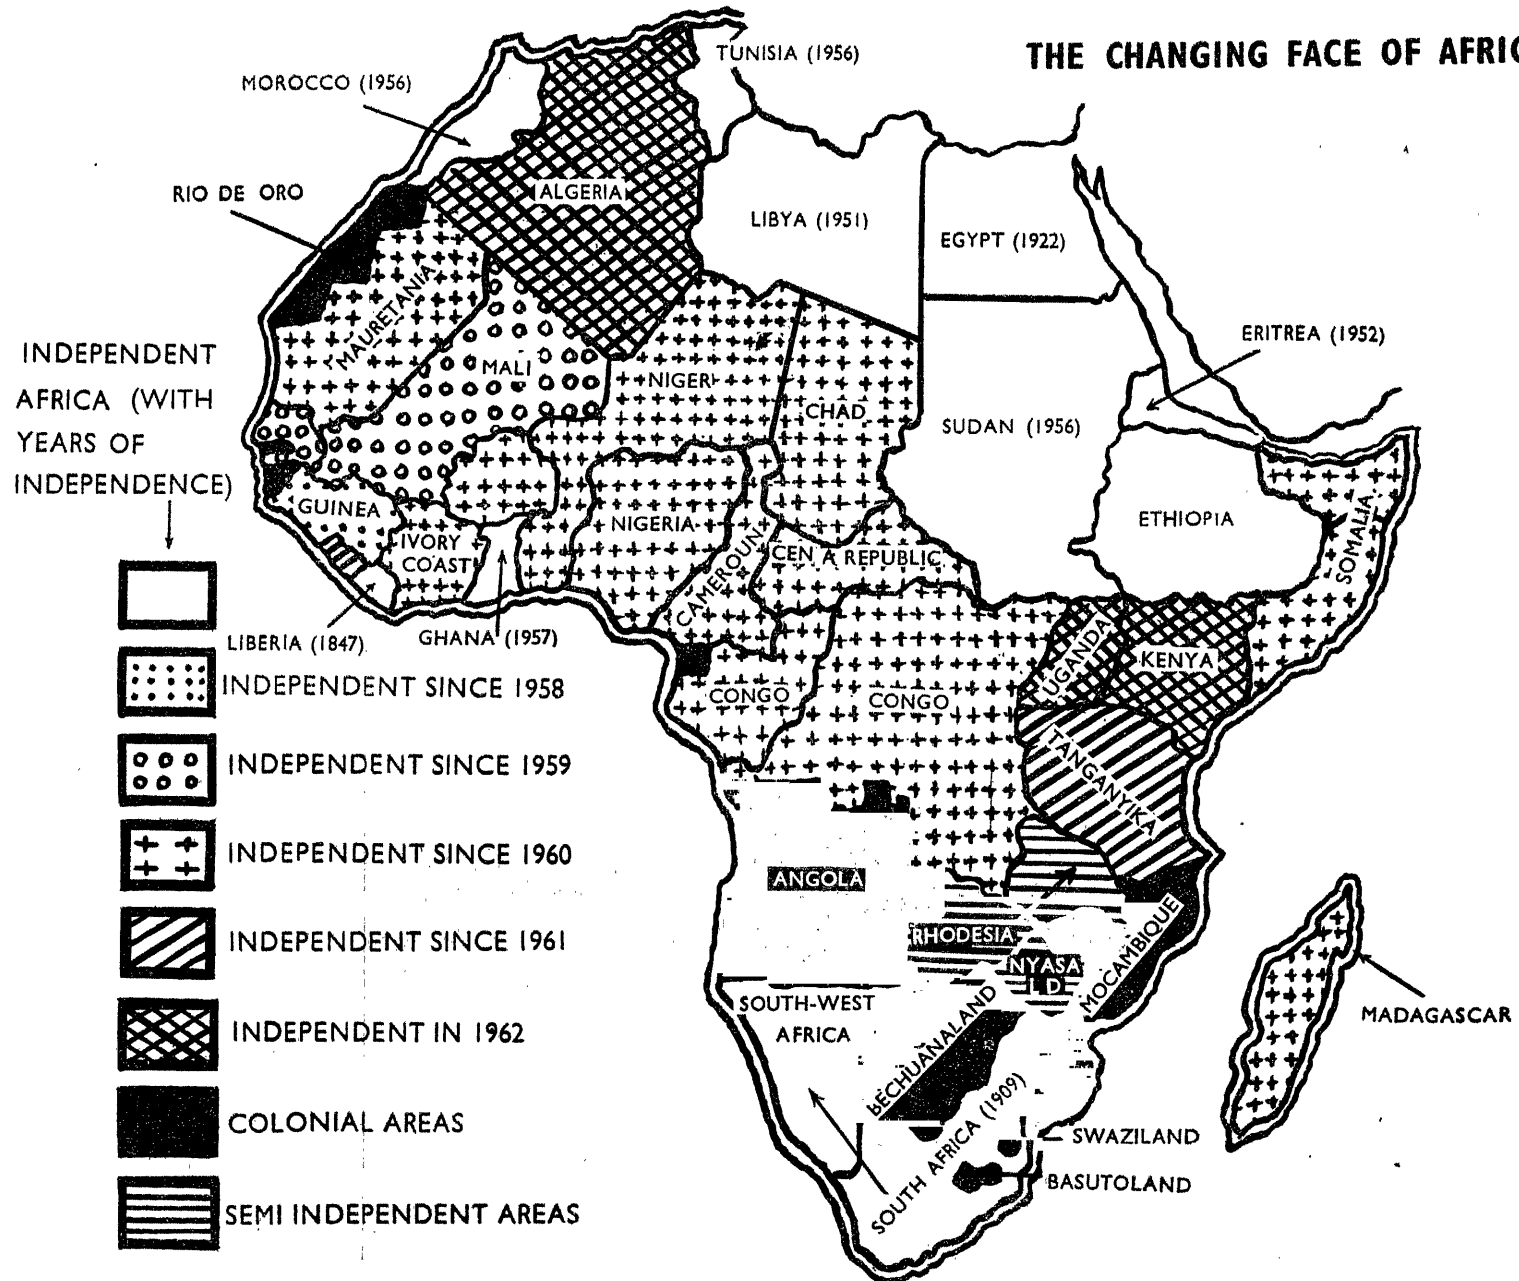 THE CHANGING FACE OF AFRIC
TUNISIA (1956)
MOROCCO (1956)
RIO DE ORO
ALGERIA
LIBYA (1951)
EGYPT (1922)
MAURETANIA
ERITREA (1952)
INDEPENDENT
AFRICA (WITH
YEARS OF
INDEPENDENCE)
MALI
NIGER
CHAD
SUDAN (1956)
GUINEA
IVORY
COAST
NIGERIA
CAMEROUN
CEN A REPUBLIC
ETHIOPIA
SOMALIA
LIBERIA (1847)
GHANA (1957)
UGANDA
KENYA
CONGO
CONGO
TANGANYIKA
INDEPENDENT SINCE 1958
INDEPENDENT SINCE 1959
INDEPENDENT SINCE 1960
INDEPENDENT SINCE 1961
INDEPENDENT IN 1962
COLONIAL AREAS
SEMI INDEPENDENT AREAS
ANGOLA
RHODESIA
NYASA
L D
MOCAMBIQUE
SOUTH-WEST
AFRICA
BECHUANALAND
MADAGASCAR
SOUTH AFRICA (1909)
SWAZILAND
BASUTOLAND